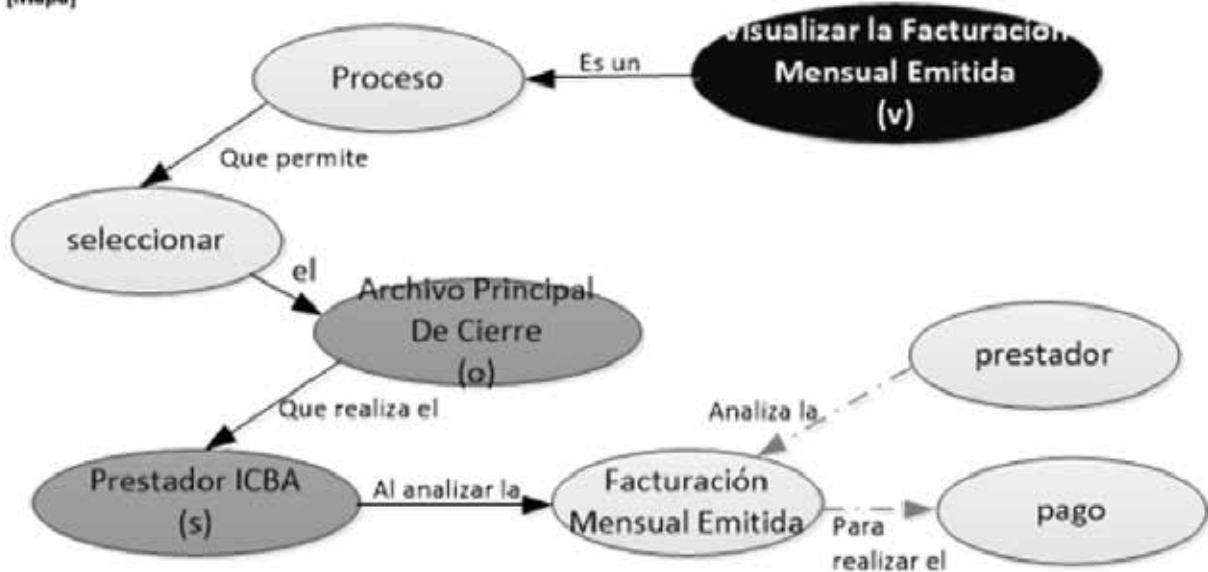 [Mapa]
Visualizar la Facturación
Mensual Emitida
(v)
Es un
Proceso
Que permite
seleccionar
el
Archivo Principal
De Cierre
(o)
Que realiza el
Prestador ICBA
(s)
Al analizar la
Facturación
Mensual Emitida
prestador
Analiza la
Para
realizar el
pago